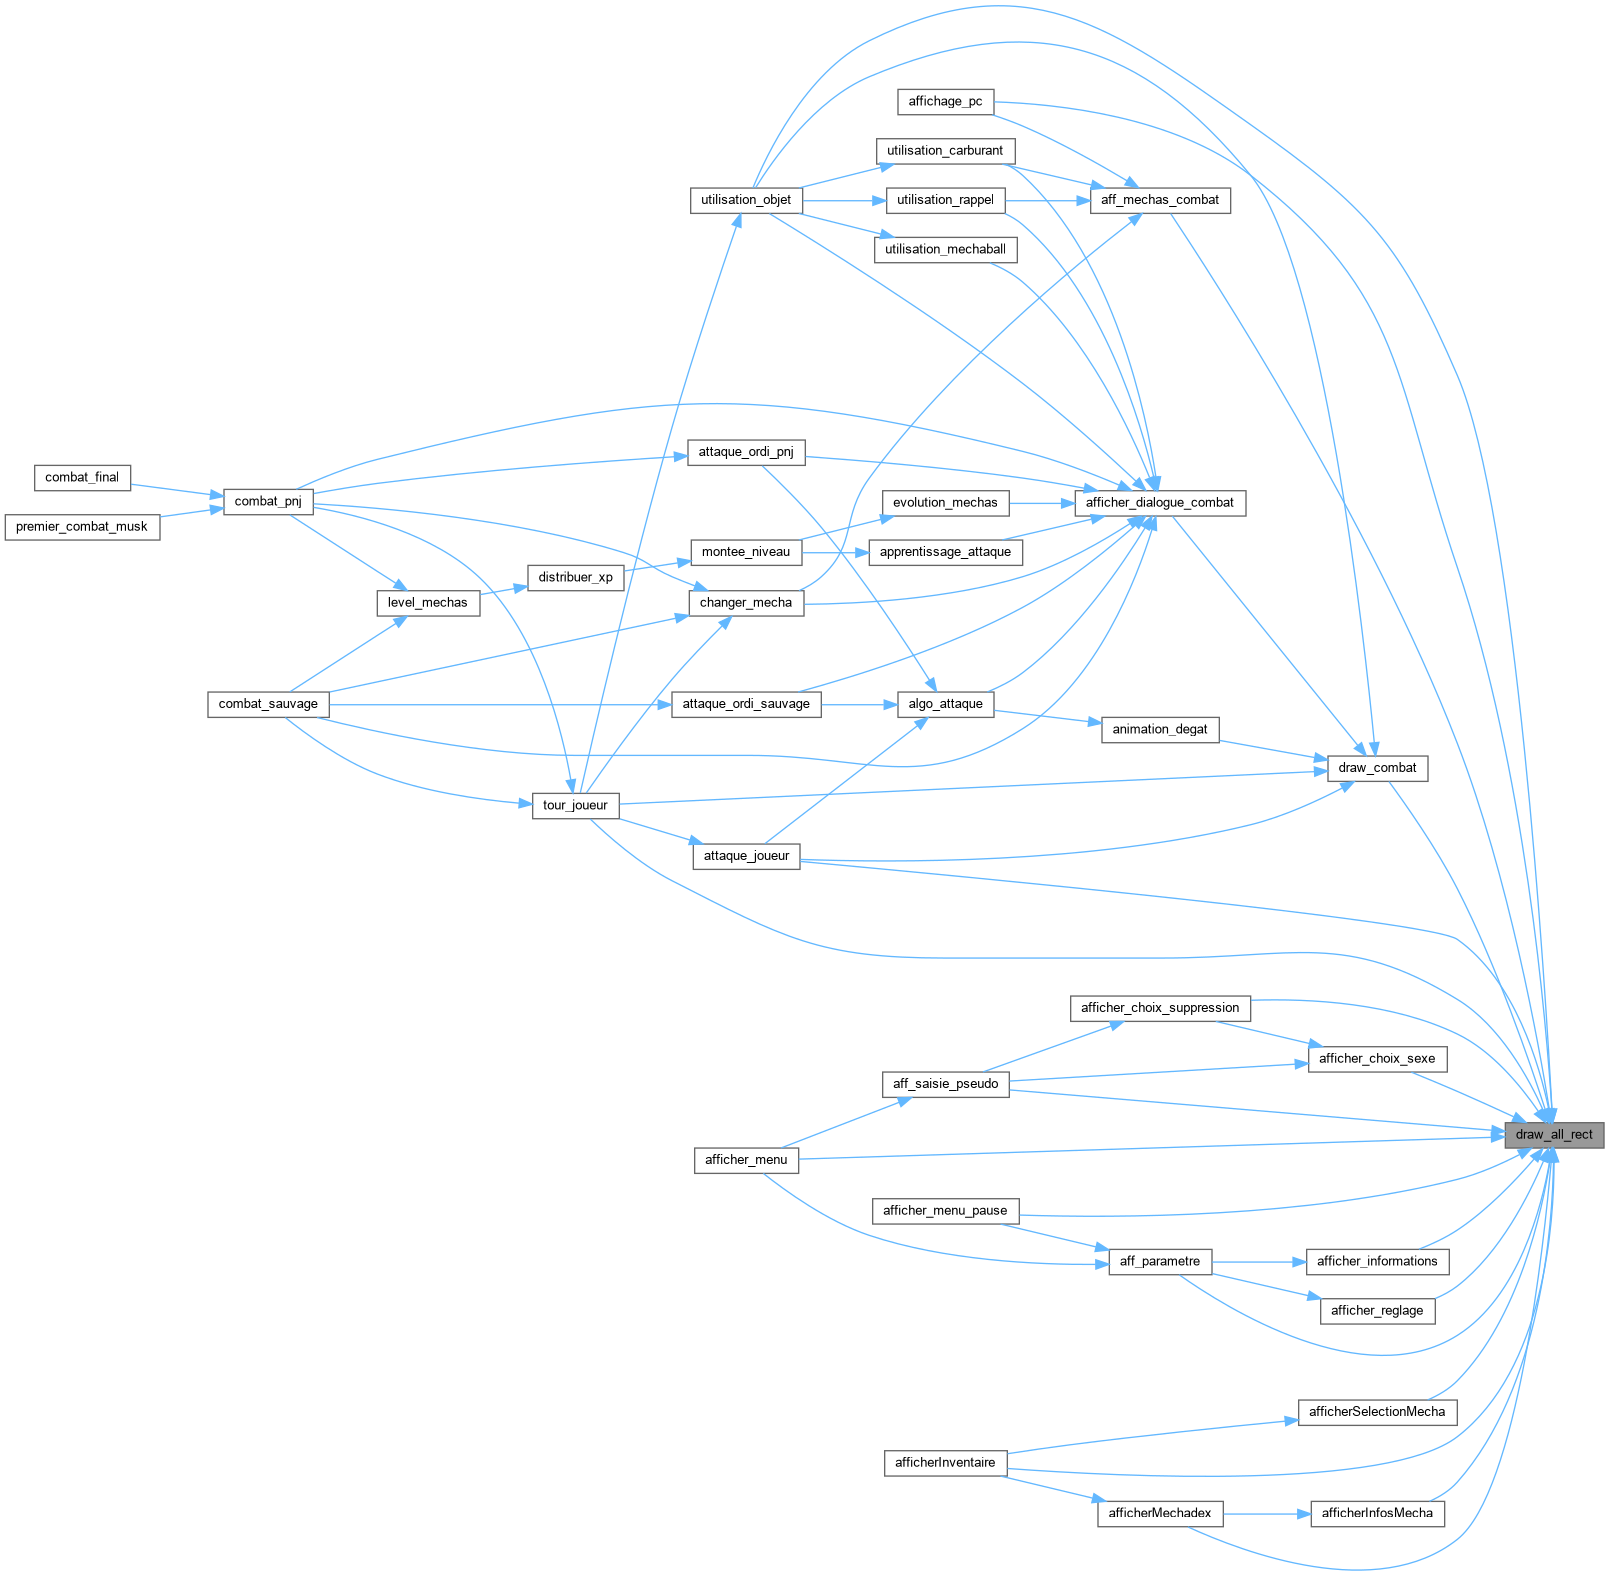 affichage_pc
utilisation_carburant
utilisation_objet
utilisation_rappel
aff_mechas_combat
utilisation_mechaball
attaque_ordi_pnj
combat_final
combat_pnj
evolution_mechas
afficher_dialogue_combat
premier_combat_musk
montee_niveau
apprentissage_attaque
distribuer_xp
level_mechas
changer_mecha
combat_sauvage
attaque_ordi_sauvage
algo_attaque
animation_degat
draw_combat
tour_joueur
attaque_joueur
afficher_choix_suppression
afficher_choix_sexe
aff_saisie_pseudo
draw_all_rect
afficher_menu
afficher_menu_pause
aff_parametre
afficher_informations
afficher_reglage
afficherSelectionMecha
afficherInventaire
afficherMechadex
afficherInfosMecha